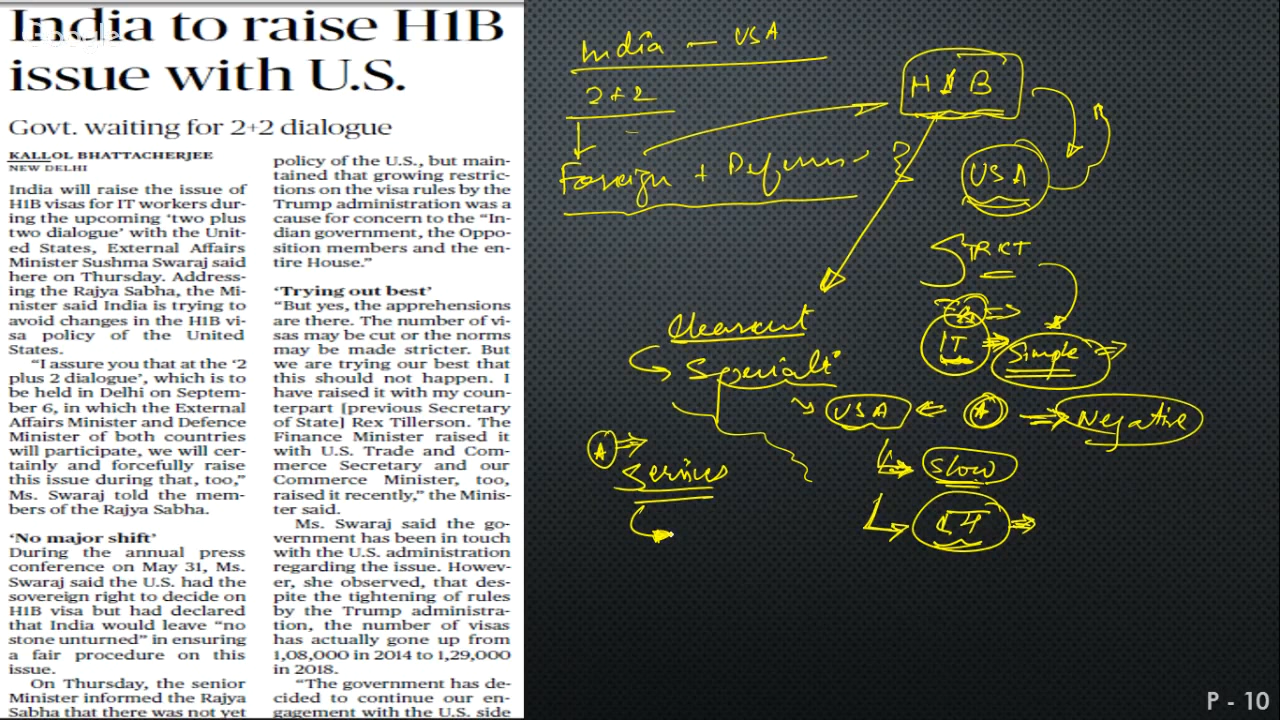 India to raise H1B
issue with U.S.
Govt. waiting for 2+2 dialogue
KALLOL BHATTACHERJEE
NEW DELHI
India will raise the issue of
H1B visas for IT workers dur-
ing the upcoming ‘two plus
two dialogue’ with the Unit-
ed States, External Affairs
Minister Sushma Swaraj said
here on Thursday. Address-
ing the Rajya Sabha, the Mi-
nister said India is trying to
avoid changes in the H1B vi-
sa policy of the United
States.
“I assure you that at the ‘2
plus 2 dialogue’, which is to
be held in Delhi on Septem-
ber 6, in which the External
Affairs Minister and Defence
Minister of both countries
will participate, we will cer-
tainly and forcefully raise
this issue during that, too,”
Ms. Swaraj told the mem-
bers of the Rajya Sabha.
‘No major shift’
During the annual press
conference on May 31, Ms.
Swaraj said the U.S. had the
sovereign right to decide on
H1B visa but had declared
that India would leave “no
stone unturned” in ensuring
a fair procedure on this
issue.
On Thursday, the senior
Minister informed the Rajya
Sabha that there was not yet
policy of the U.S., but main-
tained that growing restric-
tions on the visa rules by the
Trump administration was a
cause for concern to the “In-
dian government, the Oppo-
sition members and the en-
tire House.”
‘Trying out best’
“But yes, the apprehensions
are there. The number of vi-
sas may be cut or the norms
may be made stricter. But
we are trying our best that
this should not happen. I
have raised it with my coun-
terpart [previous Secretary
of State] Rex Tillerson. The
Finance Minister raised it
with U.S. Trade and Com-
merce Secretary and our
Commerce Minister, too,
raised it recently,” the Minis-
ter said.
Ms. Swaraj said the go-
vernment has been in touch
with the U.S. administration
regarding the issue. Howev-
er, she observed, that des-
pite the tightening of rules
by the Trump administra-
tion, the number of visas
has actually gone up from
1,08,000 in 2014 to 1,29,000
in 2018.
“The government has de-
cided to continue our en-
gagement with the U.S. side
Google
India - USA
2+2
Foreign + Defence
H1B
USA
STRICT
IT
Simple
Speciali
USA
A
Negative
A
Services
Slow
IT
P - 10